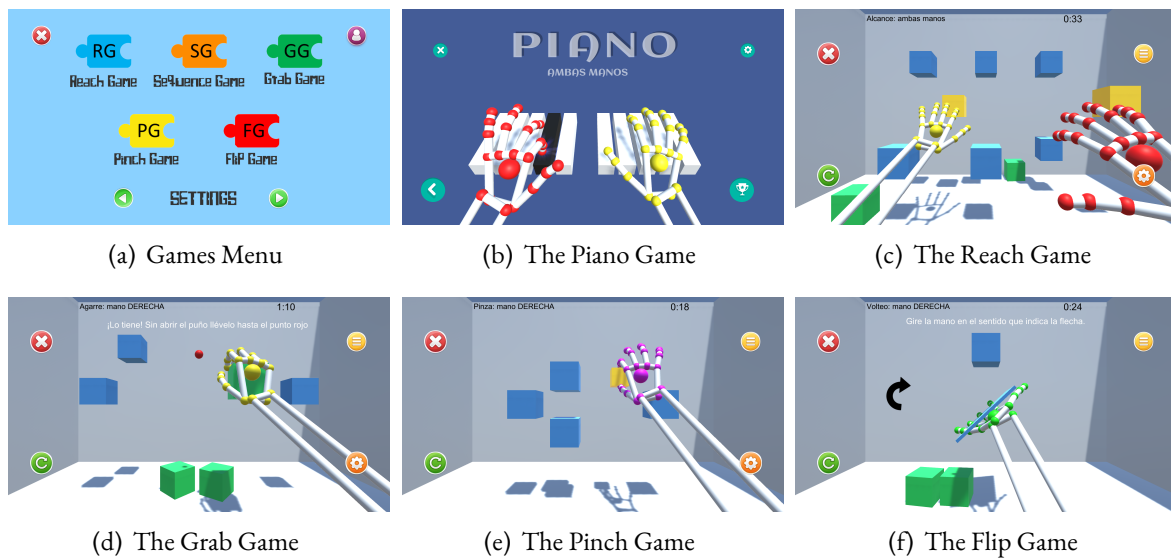 RG
SG
GG
Reach Game
Sequence Game
Grab Game
PG
FG
Pinch Game
Flip Game
SETTINGS
(a) Games Menu
PIANO
AMBAS MANOS
(b) The Piano Game
Alcance: ambas manos 0:33
(c) The Reach Game
Agarre: mano DERECHA 1:10
¡Lo tiene! Sin abrir el puño llévelo hasta el punto rojo
(d) The Grab Game
Pinza: mano DERECHA 0:18
(e) The Pinch Game
Volteo: mano DERECHA 0:24
Gire la mano en el sentido que indica la flecha.
(f) The Flip Game